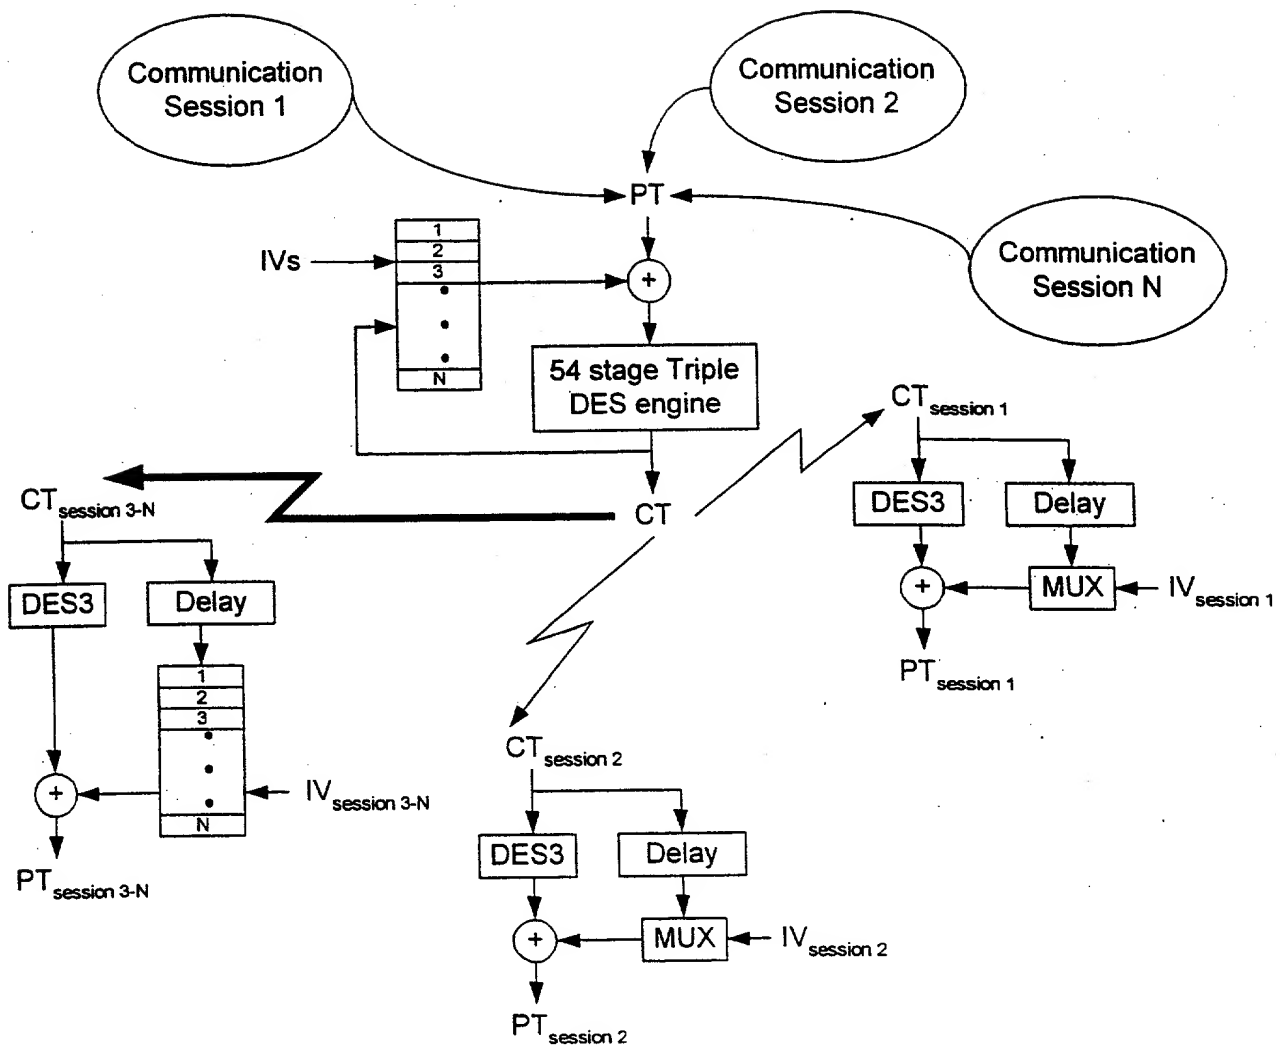 Communication
Session 1
Communication
Session 2
PT
Communication
Session N
IVs
1
2
3
N
+
54 stage Triple
DES engine
CT
CT session 1
DES3
Delay
+
MUX
IV session 1
PT session 1
CT session 3-N
DES3
Delay
1
2
3
N
+
IV session 3-N
PT session 3-N
CT session 2
DES3
Delay
+
MUX
IV session 2
PT session 2